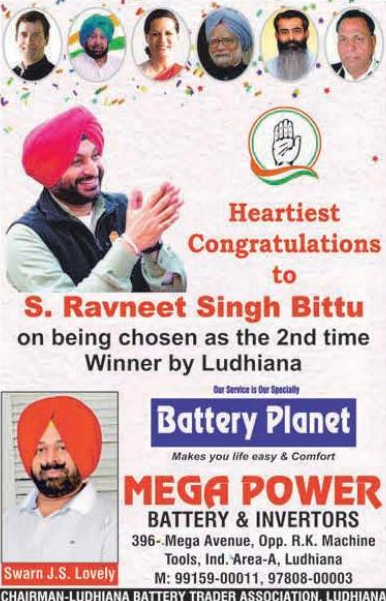 Heartiest
Congratulations
to
S. Ravneet Singh Bittu
on being chosen as the 2nd time
Winner by Ludhiana
Our Service is Our Specially
Battery Planet
Makes you life easy & Comfort
MEGA POWER
BATTERY & INVERTORS
396-Mega Avenue, Opp. R.K. Machine
Tools, Ind. Area-A, Ludhiana
M: 99159-00011, 97808-00003
Swarn J.S. Lovely
CHAIRMAN-LUDHIANA BATTERY TRADER ASSOCIATION, LUDHIANA